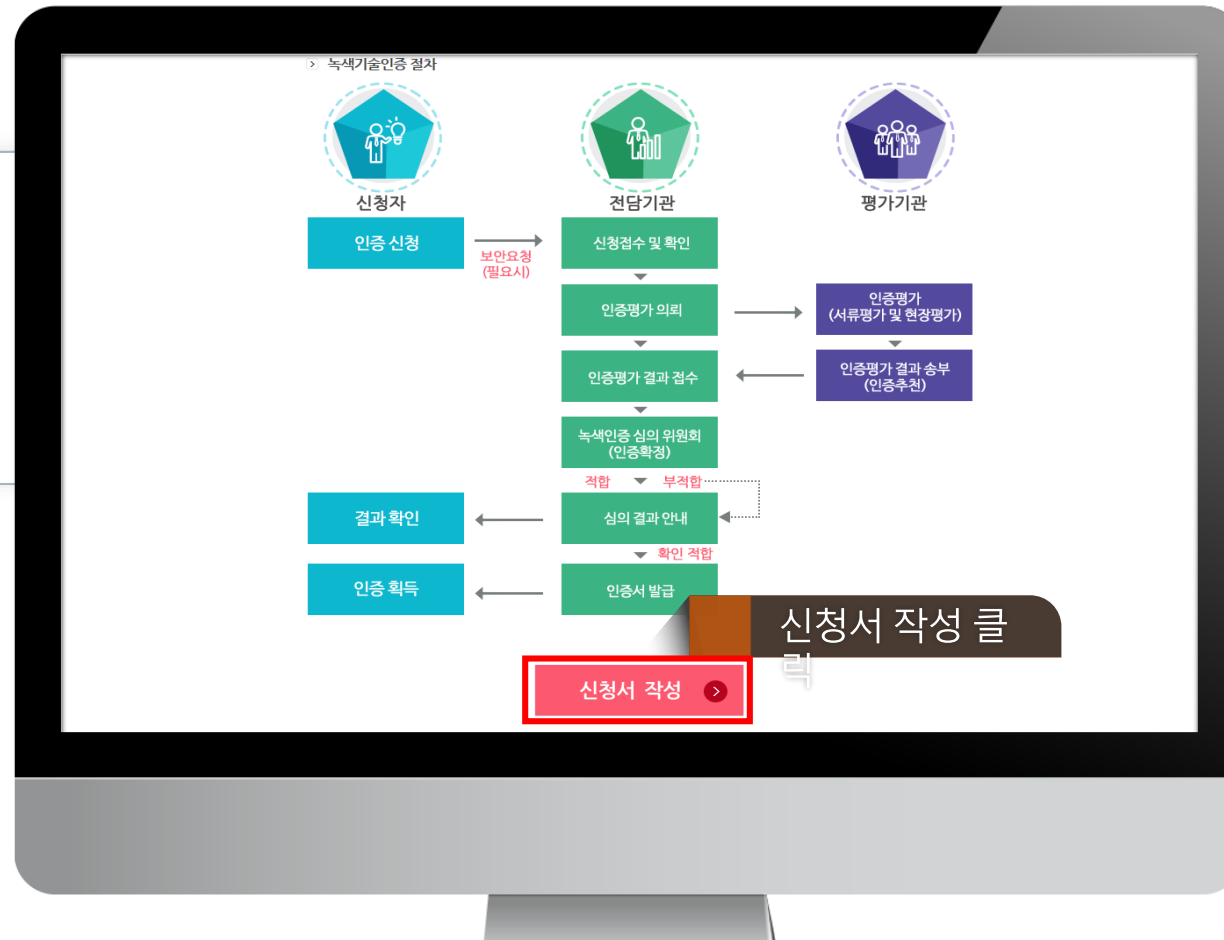 녹색기술인증 절차
신청자
전담기관
평가기관
인증 신청
보안요청
(필요시)
신청접수 및 확인
인증평가 의뢰
인증평가
(서류평가 및 현장평가)
인증평가 결과 접수
인증평가 결과 송부
(인증추천)
녹색인증 심의 위원회
(인증확정)
적합
부적합
결과 확인
심의 결과 안내
확인 적합
인증 획득
인증서 발급
신청서 작성 클
릭
신청서 작성